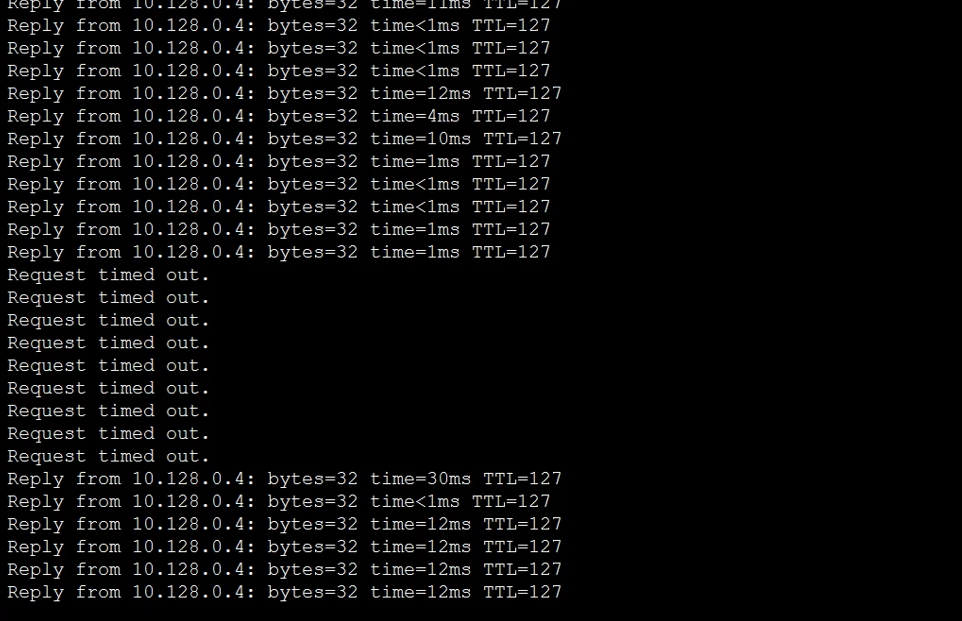 Reply from 10.128.0.4: bytes=32 time=11ms TTL=127
Reply from 10.128.0.4: bytes=32 time<1ms TTL=127
Reply from 10.128.0.4: bytes=32 time<1ms TTL=127
Reply from 10.128.0.4: bytes=32 time<1ms TTL=127
Reply from 10.128.0.4: bytes=32 time=12ms TTL=127
Reply from 10.128.0.4: bytes=32 time=4ms TTL=127
Reply from 10.128.0.4: bytes=32 time=10ms TTL=127
Reply from 10.128.0.4: bytes=32 time=1ms TTL=127
Reply from 10.128.0.4: bytes=32 time<1ms TTL=127
Reply from 10.128.0.4: bytes=32 time<1ms TTL=127
Reply from 10.128.0.4: bytes=32 time=1ms TTL=127
Reply from 10.128.0.4: bytes=32 time=1ms TTL=127
Request timed out.
Request timed out.
Request timed out.
Request timed out.
Request timed out.
Request timed out.
Request timed out.
Request timed out.
Request timed out.
Reply from 10.128.0.4: bytes=32 time=30ms TTL=127
Reply from 10.128.0.4: bytes=32 time<1ms TTL=127
Reply from 10.128.0.4: bytes=32 time=12ms TTL=127
Reply from 10.128.0.4: bytes=32 time=12ms TTL=127
Reply from 10.128.0.4: bytes=32 time=12ms TTL=127
Reply from 10.128.0.4: bytes=32 time=12ms TTL=127